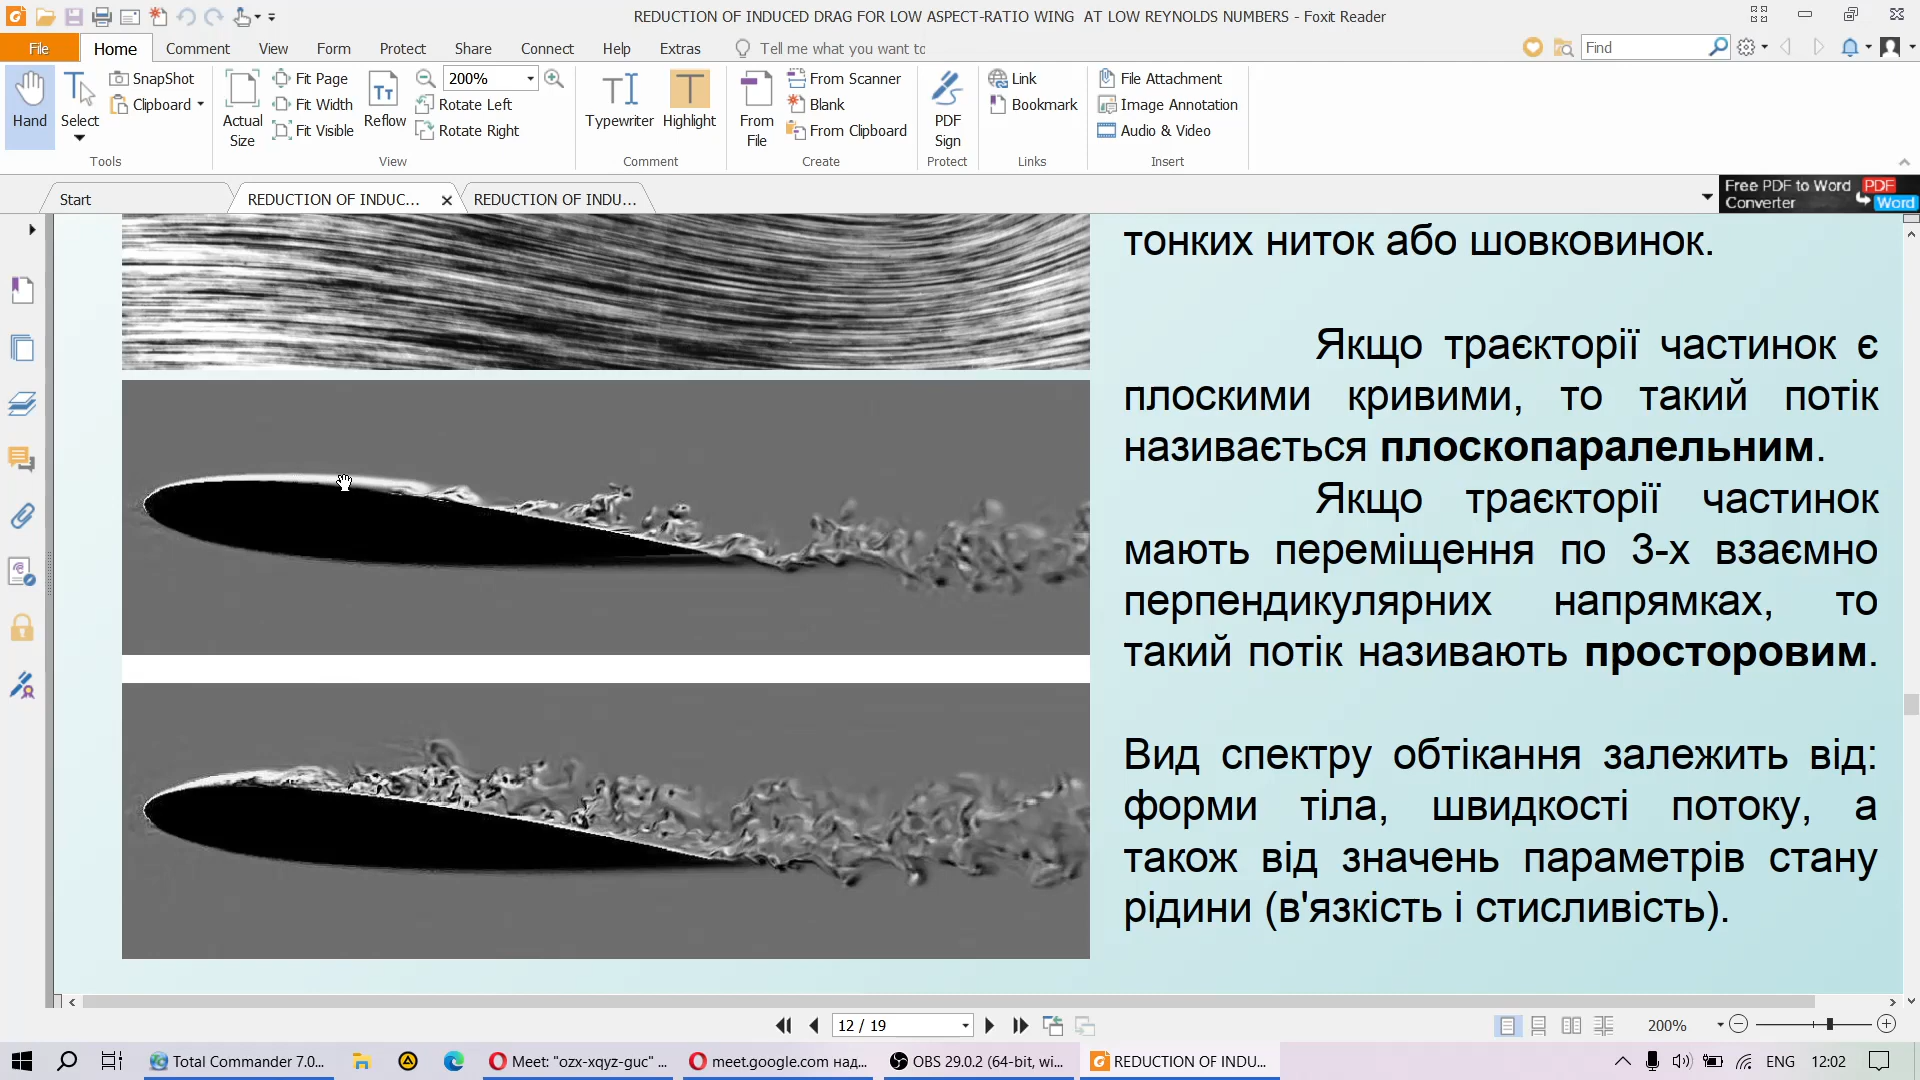 REDUCTION OF INDUCED DRAG FOR LOW ASPECT-RATIO WING AT LOW REYNOLDS NUMBERS - Foxit Reader
File Home Comment View Form Protect Share Connect Help Extras Tell me what you want to Find
Hand
Select
SnapShot
Clipboard
Tools
Actual Size
Fit Page
Fit Width
Fit Visible
Reflow
200%
Rotate Left
Rotate Right
View
Typewriter
Highlight
Comment
From File
From Scanner
Blank
From Clipboard
Create
PDF Sign
Protect
Link
Bookmark
Links
File Attachment
Image Annotation
Audio & Video
Insert
Start
REDUCTION OF INDUC...
REDUCTION OF INDU...
Free PDF to Word Converter
PDF
Word
тонких ниток або шовковинок.
Якщо траєкторії частинок є
плоскими кривими, то такий потік
називається плоскопаралельним.
Якщо траєкторії частинок
мають переміщення по 3-х взаємно
перпендикулярних напрямках, то
такий потік називають просторовим.
Вид спектру обтікання залежить від:
форми тіла, швидкості потоку, а
також від значень параметрів стану
рідини (в'язкість і стисливість).
12 / 19
200%
Total Commander 7.0...
Meet: "ozx-xqyz-guc" ...
meet.google.com над...
OBS 29.0.2 (64-bit, wi...
REDUCTION OF INDU...
ENG
12:02